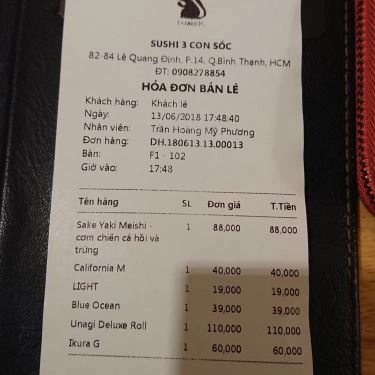 SUSHI 3 CON SÓC
82-84 Lê Quang Định, P.14, Q.Bình Thạnh, HCM
ĐT: 0908278854
HÓA ĐƠN BÁN LẺ
Khách hàng: Khách lẻ
Ngày: 13/06/2018 17:48:40
Nhân viên: Trần Hoàng Mỹ Phương
Đơn hàng: DH.180613.13.00013
Bàn: F1 - 102
Giờ vào: 17:48
Tên hàng SL Đơn giá T.Tiền
Sake Yaki Meishi - 1 88,000 88,000
cơm chiên cá hồi và
trứng
California M 1 40,000 40,000
LIGHT 1 19,000 19,000
Blue Ocean 1 39,000 39,000
Unagi Deluxe Roll 1 110,000 110,000
Ikura G 1 60,000 60,000